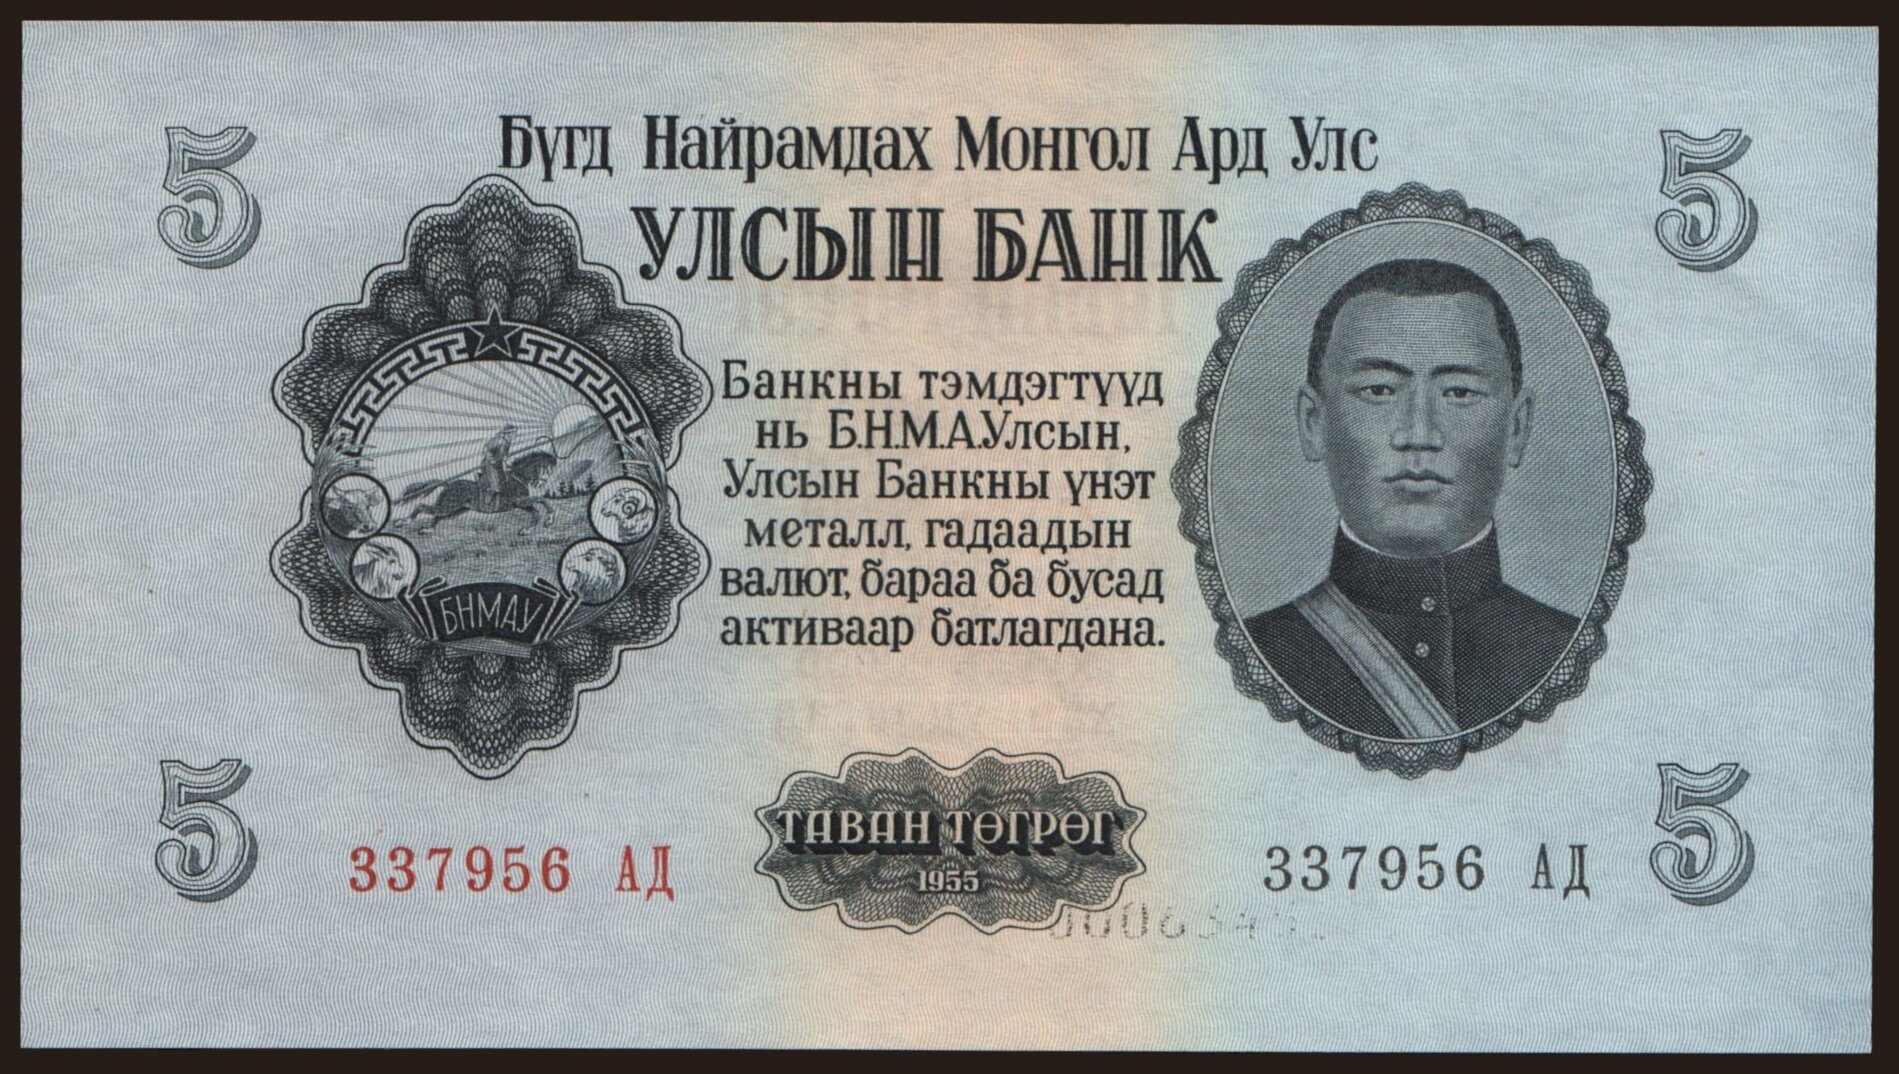 Бүгд Найрамдах Монгол Ард Улс
УЛСЫН БАНК
5
5
Банкны тэмдэгтүүд
нь Б.Н.М.А.Улсын,
Улсын Банкны үнэт
металл, гадаадын
валют, бараа ба бусад
активаар батлагдана.
БНМАУ
ТАВАН ТӨГРӨГ
1955
5
337956 АД
337956 АД
5